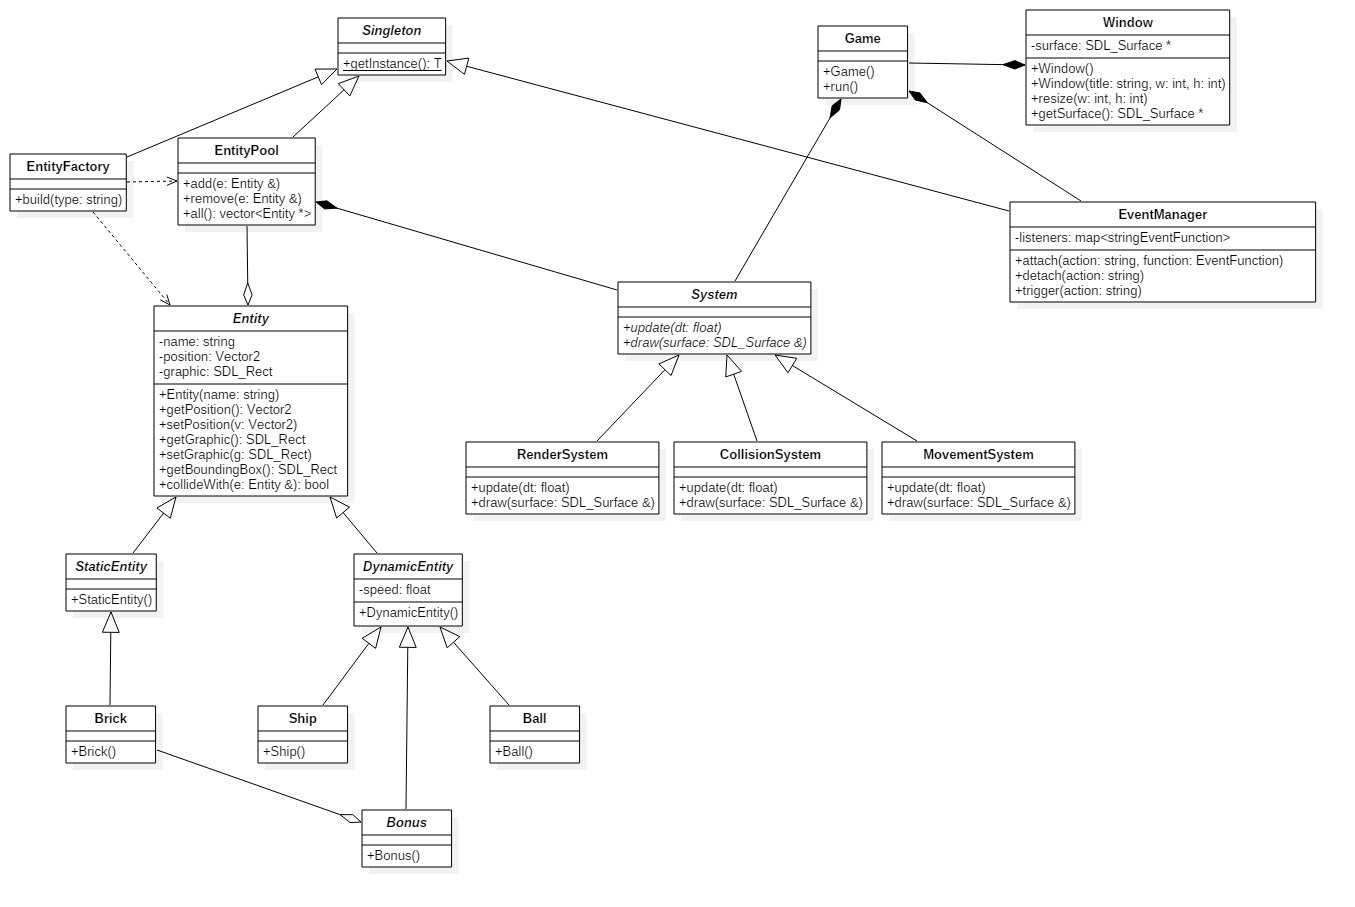 Singleton
+getInstance(): T
Game
+Game()
+run()
Window
-surface: SDL_Surface *
+Window()
+Window(title: string, w: int, h: int)
+resize(w: int, h: int)
+getSurface(): SDL_Surface *
EntityFactory
+build(type: string)
EntityPool
+add(e: Entity &)
+remove(e: Entity &)
+all(): vector<Entity *>
EventManager
-listeners: map<stringEventFunction>
+attach(action: string, function: EventFunction)
+detach(action: string)
+trigger(action: string)
System
+update(dt: float)
+draw(surface: SDL_Surface &)
Entity
-name: string
-position: Vector2
-graphic: SDL_Rect
+Entity(name: string)
+getPosition(): Vector2
+setPosition(v: Vector2)
+getGraphic(): SDL_Rect
+setGraphic(g: SDL_Rect)
+getBoundingBox(): SDL_Rect
+collideWith(e: Entity &): bool
RenderSystem
+update(dt: float)
+draw(surface: SDL_Surface &)
CollisionSystem
+update(dt: float)
+draw(surface: SDL_Surface &)
MovementSystem
+update(dt: float)
+draw(surface: SDL_Surface &)
StaticEntity
+StaticEntity()
DynamicEntity
-speed: float
+DynamicEntity()
Brick
+Brick()
Ship
+Ship()
Ball
+Ball()
Bonus
+Bonus()